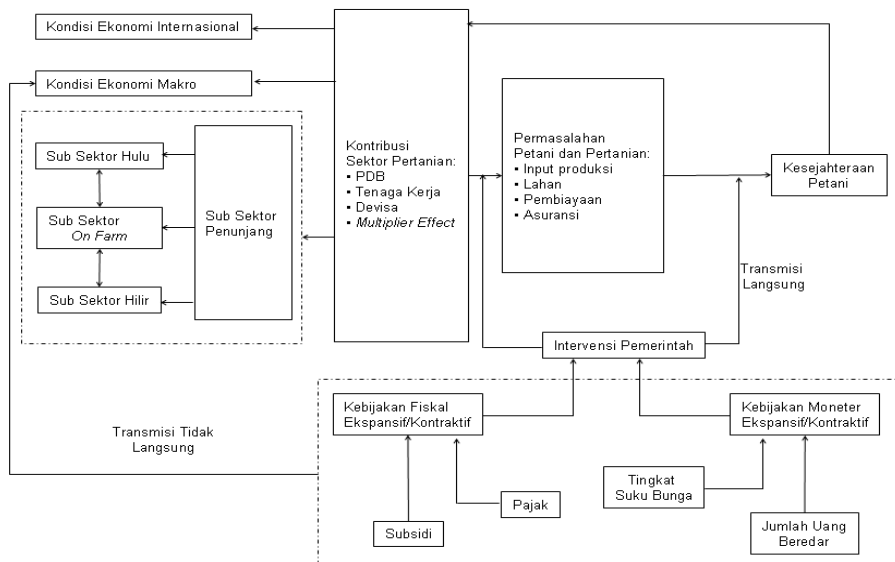 Kondisi Ekonomi Internasional
Kondisi Ekonomi Makro
Sub Sektor Hulu
Sub Sektor
On Farm
Sub Sektor Hilir
Sub Sektor
Penunjang
Kontribusi
Sektor Pertanian:
▪ PDB
▪ Tenaga Kerja
▪ Devisa
▪ Multiplier Effect
Permasalahan
Petani dan Pertanian:
▪ Input produksi
▪ Lahan
▪ Pembiayaan
▪ Asuransi
Kesejahteraan
Petani
Transmisi
Langsung
Intervensi Pemerintah
Kebijakan Fiskal
Ekspansif/Kontraktif
Kebijakan Moneter
Ekspansif/Kontraktif
Transmisi Tidak
Langsung
Tingkat
Suku Bunga
Pajak
Subsidi
Jumlah Uang
Beredar